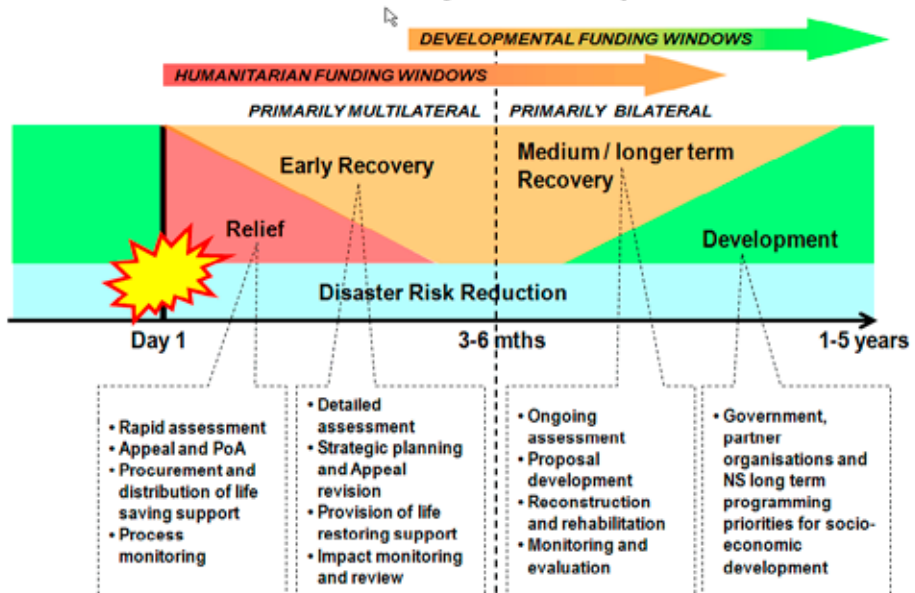 DEVELOPMENTAL FUNDING WINDOWS
HUMANITARIAN FUNDING WINDOWS
PRIMARILY MULTILATERAL
PRIMARILY BILATERAL
Early Recovery
Medium / longer term
Recovery
Relief
Development
Disaster Risk Reduction
Day 1
3-6 mths
1-5 years
• Rapid assessment
• Appeal and PoA
• Procurement and
distribution of life
saving support
• Process
monitoring
• Detailed
assessment
• Strategic planning
and Appeal
revision
• Provision of life
restoring support
• Impact monitoring
and review
• Ongoing
assessment
• Proposal
development
• Reconstruction
and rehabilitation
• Monitoring and
evaluation
• Government,
partner
organisations and
NS long term
programming
priorities for socio-
economic
development